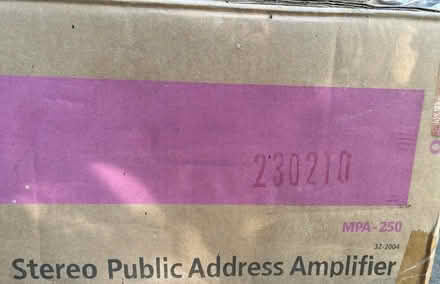 230210
MPA-250
32-2004
Stereo Public Address Amplifier